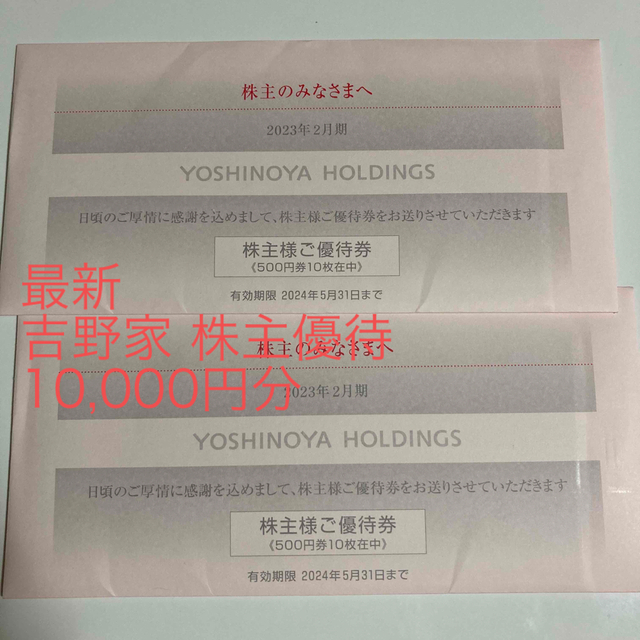 株主のみなさまへ
2023年2月期
YOSHINOYA HOLDINGS
日頃のご厚情に感謝を込めまして、株主様ご優待券をお送りさせていただきます
株主様ご優待券
《500円券10枚在中》
有効期限 2024年5月31日まで
最新
吉野家 株主優待
10,000円分
株主のみなさまへ
2023年2月期
YOSHINOYA HOLDINGS
日頃のご厚情に感謝を込めまして、株主様ご優待券をお送りさせていただきます
株主様ご優待券
《500円券10枚在中》
有効期限 2024年5月31日まで